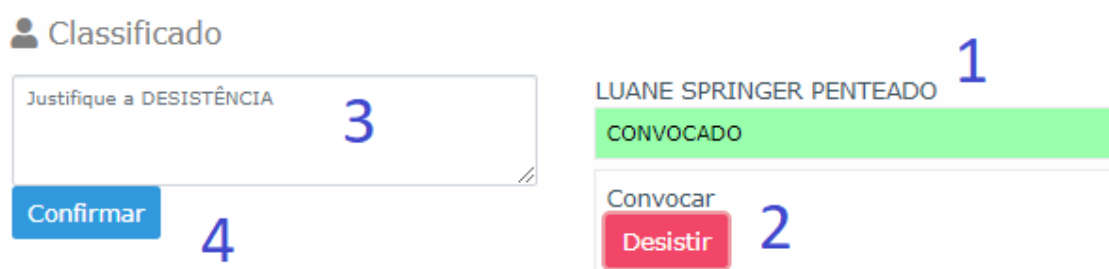 Classificado
Justifique a DESISTÊNCIA
3
Confirmar
4
1
LUANE SPRINGER PENTEADO
CONVOCADO
Convocar
Desistir
2